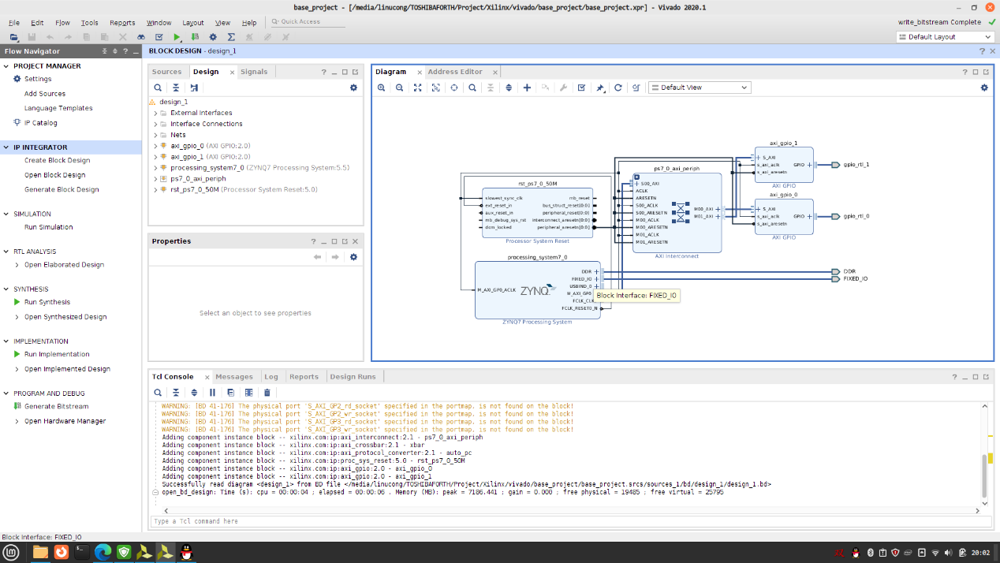 base_project - [/media/linucong/TOSHIBAFORTH/Project/Xilinx/vivado/base_project/base_project.xpr] - Vivado 2020.1
File Edit Flow Tools Reports Window Layout View Help Quick Access
write_bitstream Complete
Default Layout
Flow Navigator
PROJECT MANAGER
Settings
Add Sources
Language Templates
IP Catalog
IP INTEGRATOR
Create Block Design
Open Block Design
Generate Block Design
SIMULATION
Run Simulation
RTL ANALYSIS
Open Elaborated Design
SYNTHESIS
Run Synthesis
Open Synthesized Design
IMPLEMENTATION
Run Implementation
Open Implemented Design
PROGRAM AND DEBUG
Generate Bitstream
Open Hardware Manager
BLOCK DESIGN - design_1
Sources Design Signals
design_1
External Interfaces
Interface Connections
Nets
axi_gpio_0 (AXI GPIO:2.0)
axi_gpio_1 (AXI GPIO:2.0)
processing_system7_0 (ZYNQ7 Processing System:5.5)
ps7_0_axi_periph
rst_ps7_0_50M (Processor System Reset:5.0)
Properties
Select an object to see properties
Diagram Address Editor
Default View
rst_ps7_0_50M
slowest_sync_clk
ext_reset_in
aux_reset_in
mb_debug_sys_rst
dcm_locked
mb_reset
bus_struct_reset[0:0]
peripheral_reset[0:0]
interconnect_aresetn[0:0]
peripheral_aresetn[0:0]
Processor System Reset
processing_system7_0
M_AXI_GP0_ACLK
ZYNQ
DDR
FIXED_IO
USBIND_0
M_AXI_GP0
FCLK_CLK
FCLK_RESET0_N
ZYNQ7 Processing System
Block Interface: FIXED_IO
ps7_0_axi_periph
S00_AXI
ACLK
ARESETN
S00_ACLK
S00_ARESETN
M00_ACLK
M00_ARESETN
M01_ACLK
M01_ARESETN
M00_AXI
M01_AXI
AXI Interconnect
axi_gpio_1
S_AXI
s_axi_aclk
s_axi_aresetn
GPIO
AXI GPIO
gpio_rtl_1
axi_gpio_0
S_AXI
s_axi_aclk
s_axi_aresetn
GPIO
AXI GPIO
gpio_rtl_0
DDR
FIXED_IO
Tcl Console Messages Log Reports Design Runs
WARNING: [BD 41-176] The physical port 'S_AXI_GP2_rd_socket' specified in the portmap, is not found on the block!
WARNING: [BD 41-176] The physical port 'S_AXI_GP2_wr_socket' specified in the portmap, is not found on the block!
WARNING: [BD 41-176] The physical port 'S_AXI_GP3_rd_socket' specified in the portmap, is not found on the block!
WARNING: [BD 41-176] The physical port 'S_AXI_GP3_wr_socket' specified in the portmap, is not found on the block!
Adding component instance block -- xilinx.com:ip:axi_interconnect:2.1 - ps7_0_axi_periph
Adding component instance block -- xilinx.com:ip:axi_crossbar:2.1 - xbar
Adding component instance block -- xilinx.com:ip:axi_protocol_converter:2.1 - auto_pc
Adding component instance block -- xilinx.com:ip:proc_sys_reset:5.0 - rst_ps7_0_50M
Adding component instance block -- xilinx.com:ip:axi_gpio:2.0 - axi_gpio_0
Adding component instance block -- xilinx.com:ip:axi_gpio:2.0 - axi_gpio_1
Successfully read diagram <design_1> from BD file </media/linucong/TOSHIBAFORTH/Project/Xilinx/vivado/base_project/base_project.srcs/sources_1/bd/design_1/design_1.bd>
open_bd_design: Time (s): cpu = 00:00:04 ; elapsed = 00:00:06 . Memory (MB): peak = 7186.441 ; gain = 0.000 ; free physical = 19485 ; free virtual = 25795
Type a Tcl command here
Block Interface: FIXED_IO
20:02